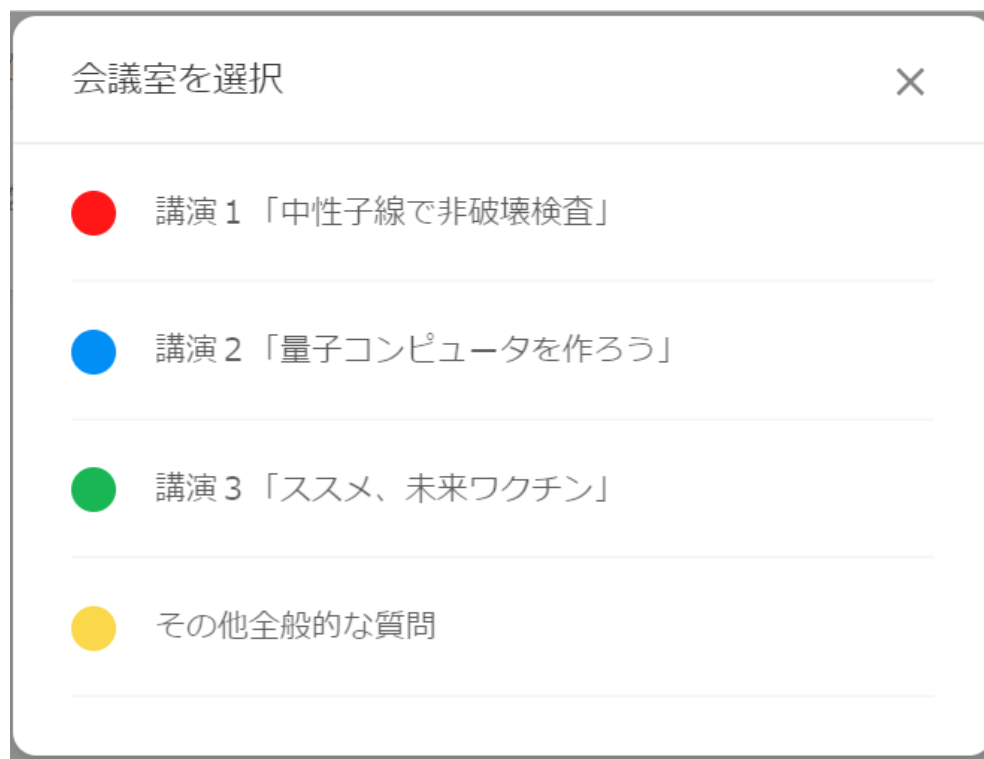 会議室を選択
講演1「中性子線で非破壊検査」
講演2「量子コンピュータを作ろう」
講演3「ススメ、未来ワクチン」
その他全般的な質問